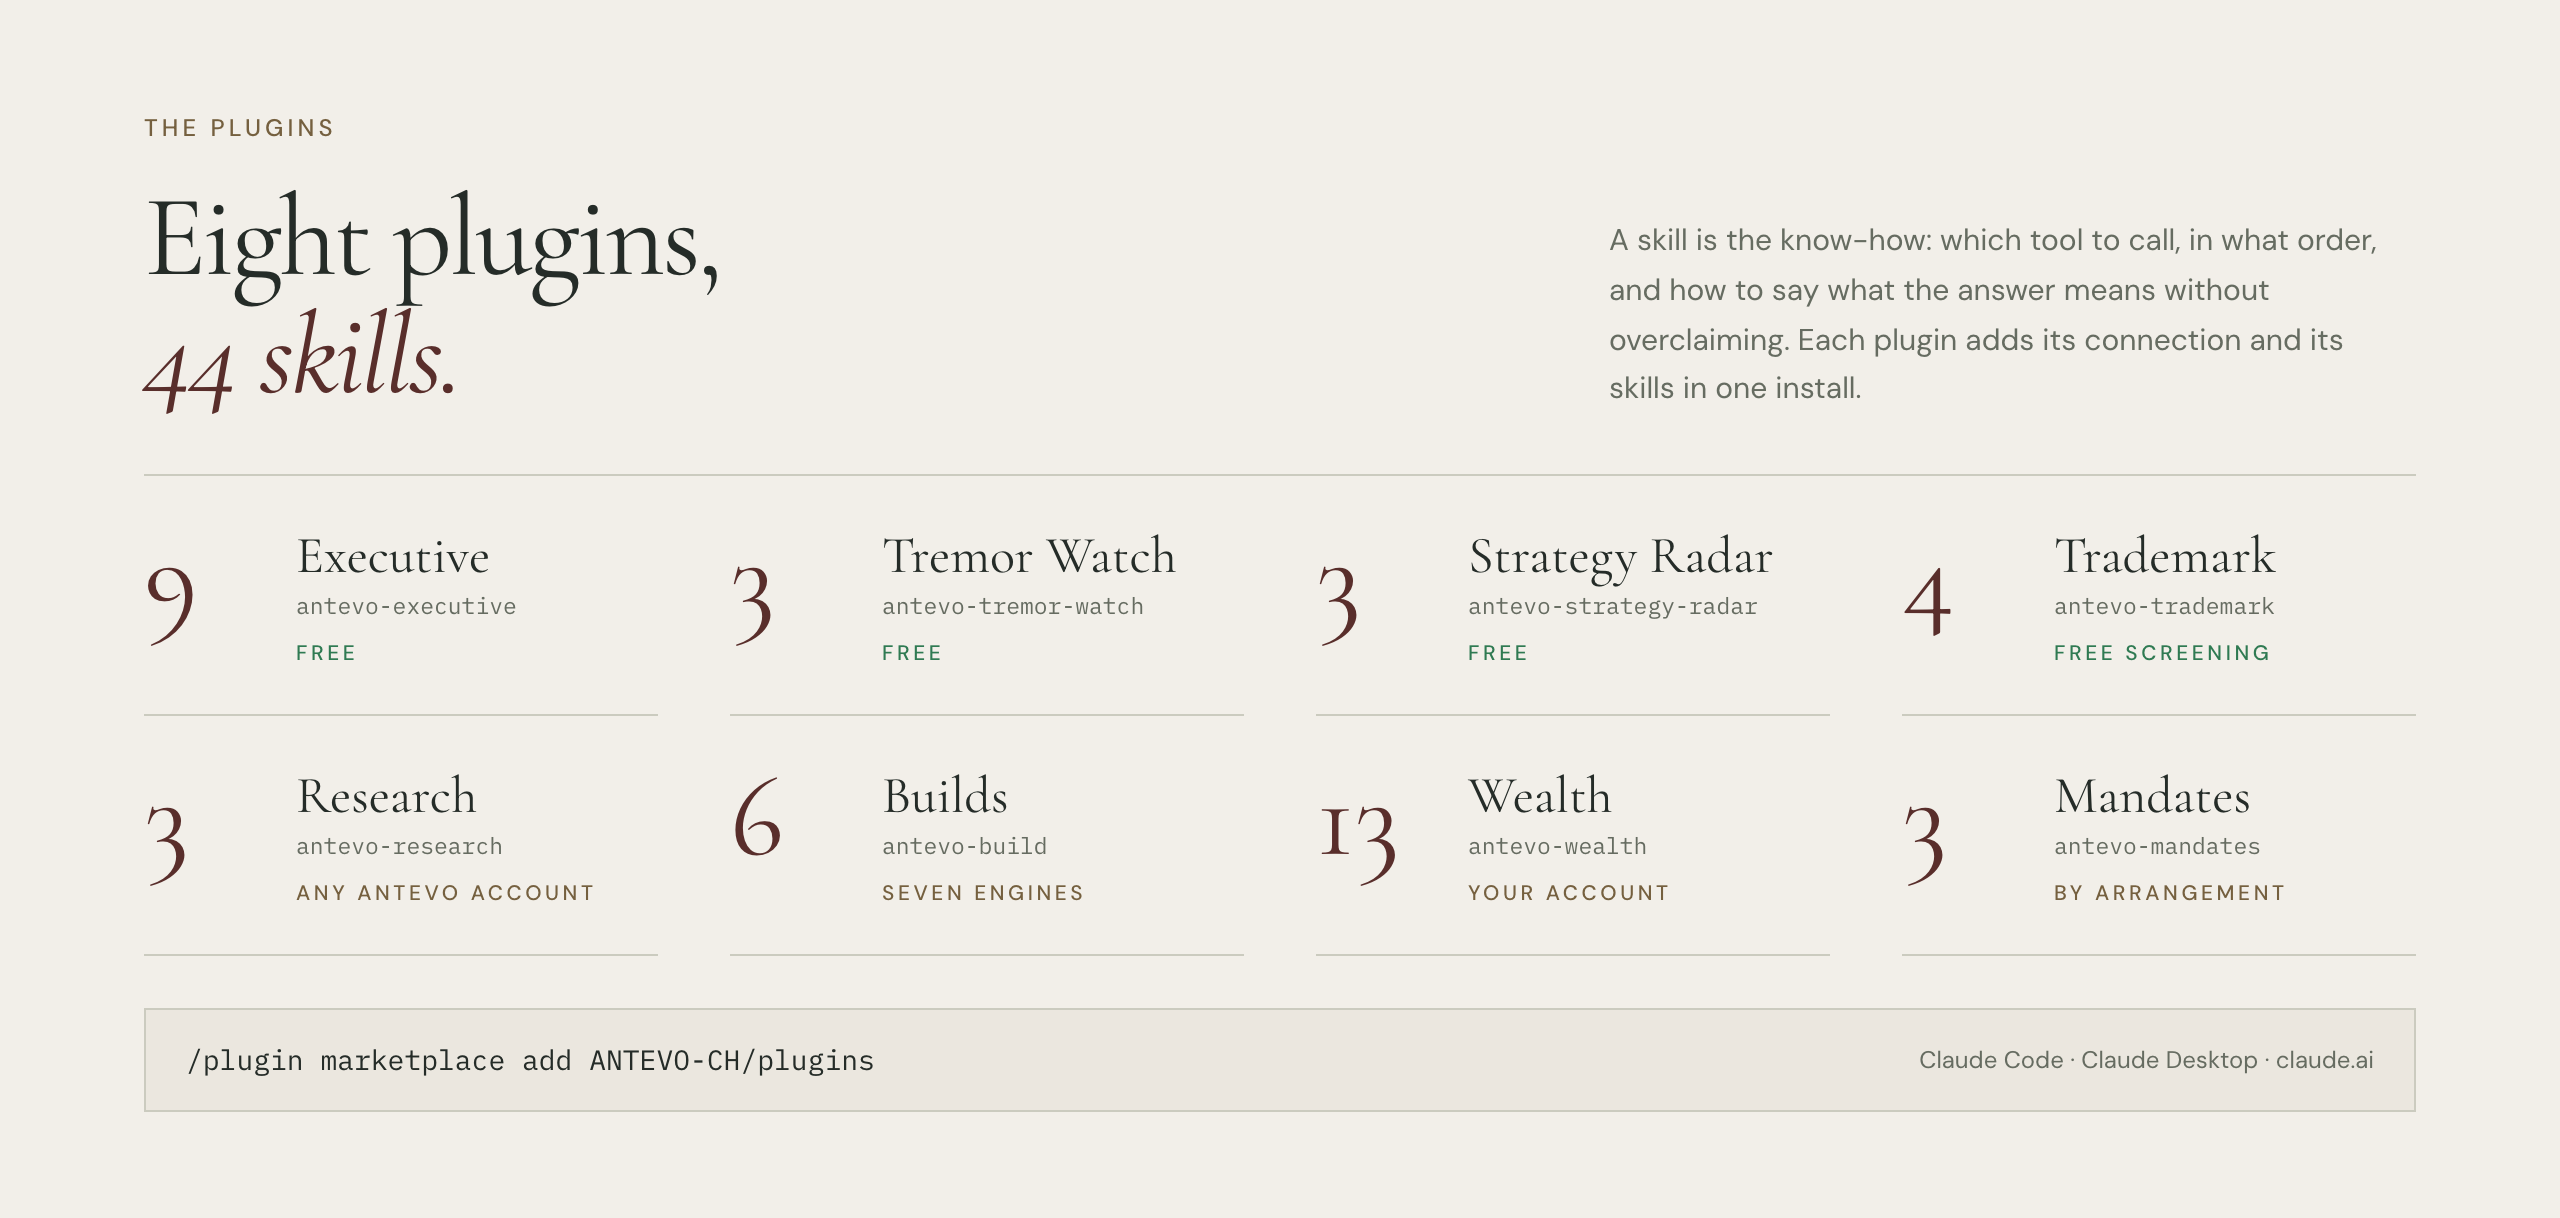 THE PLUGINS
Eight plugins,
44 skills.
A skill is the know-how: which tool to call, in what order,
and how to say what the answer means without
overclaiming. Each plugin adds its connection and its
skills in one install.
9
Executive
antevo-executive
FREE
3
Tremor Watch
antevo-tremor-watch
FREE
3
Strategy Radar
antevo-strategy-radar
FREE
4
Trademark
antevo-trademark
FREE SCREENING
3
Research
antevo-research
ANY ANTEVO ACCOUNT
6
Builds
antevo-build
SEVEN ENGINES
13
Wealth
antevo-wealth
YOUR ACCOUNT
3
Mandates
antevo-mandates
BY ARRANGEMENT
/plugin marketplace add ANTEVO-CH/plugins
Claude Code · Claude Desktop · claude.ai